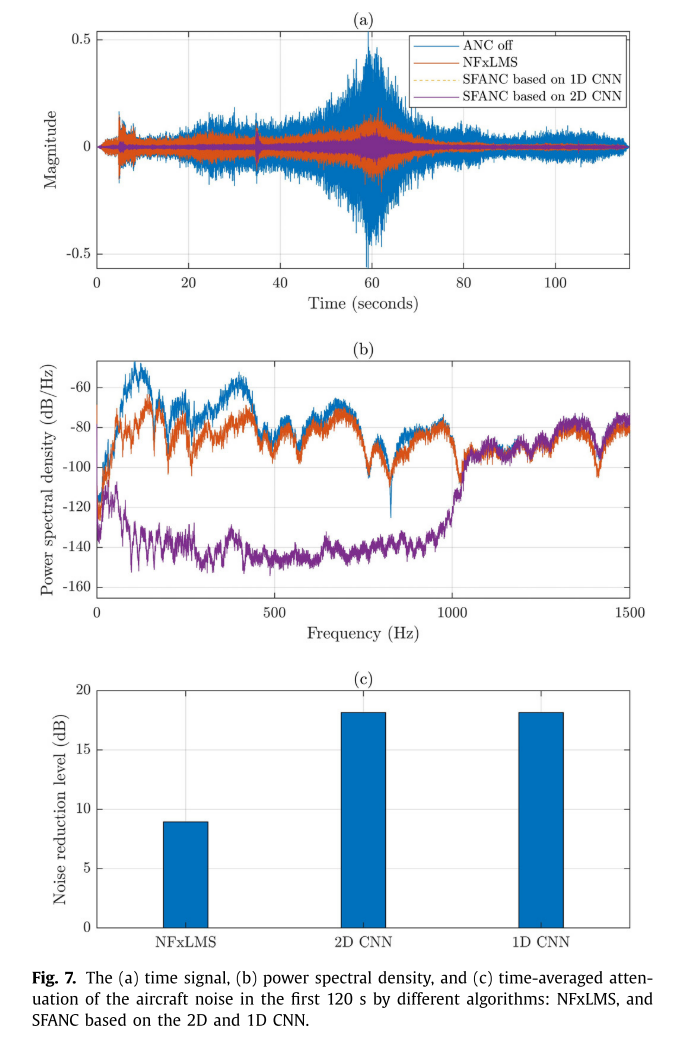 (a)
0.5
0
-0.5
Magnitude
ANC off
NFxLMS
SFANC based on 1D CNN
SFANC based on 2D CNN
0 20 40 60 80 100
Time (seconds)
(b)
Power spectral density (dB/Hz)
-60
-80
-100
-120
-140
-160
0 500 1000 1500
Frequency (Hz)
(c)
Noise reduction level (dB)
20
15
10
5
0
NFxLMS 2D CNN 1D CNN
Fig. 7. The (a) time signal, (b) power spectral density, and (c) time-averaged atten-
uation of the aircraft noise in the first 120 s by different algorithms: NFxLMS, and
SFANC based on the 2D and 1D CNN.